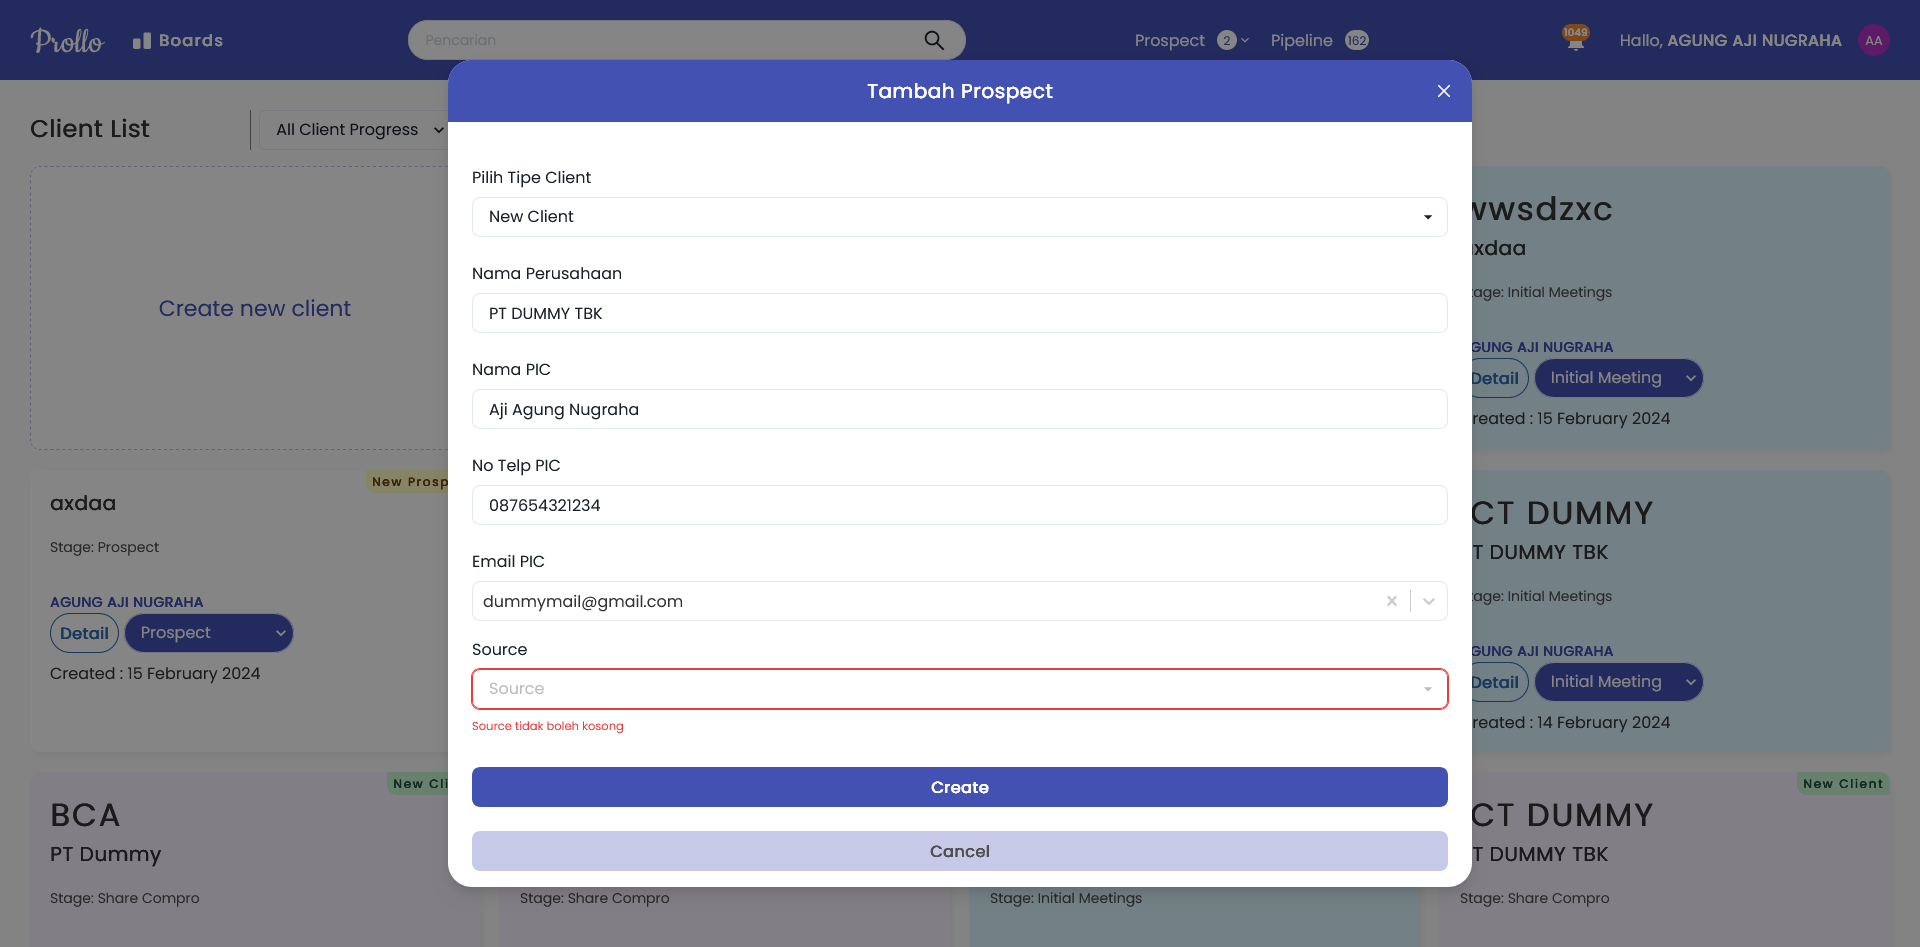 Prollo
Boards
Pencarian
Prospect 2
Pipeline 162
1049
Hallo, AGUNG AJI NUGRAHA
AA
Client List
All Client Progress
Create new client
Tambah Prospect
Pilih Tipe Client
New Client
Nama Perusahaan
PT DUMMY TBK
Nama PIC
Aji Agung Nugraha
No Telp PIC
087654321234
Email PIC
dummymail@gmail.com
Source
Source
Source tidak boleh kosong
Create
Cancel
wwsdzxc
axdaa
Stage: Initial Meetings
GUNG AJI NUGRAHA
Detail
Initial Meeting
reated : 15 February 2024
New Prosp
axdaa
Stage: Prospect
AGUNG AJI NUGRAHA
Detail
Prospect
Created : 15 February 2024
CT DUMMY
T DUMMY TBK
tage: Initial Meetings
GUNG AJI NUGRAHA
Detail
Initial Meeting
reated : 14 February 2024
New Cli
BCA
PT Dummy
Stage: Share Compro
Stage: Share Compro
Stage: Initial Meetings
New Client
CT DUMMY
T DUMMY TBK
Stage: Share Compro